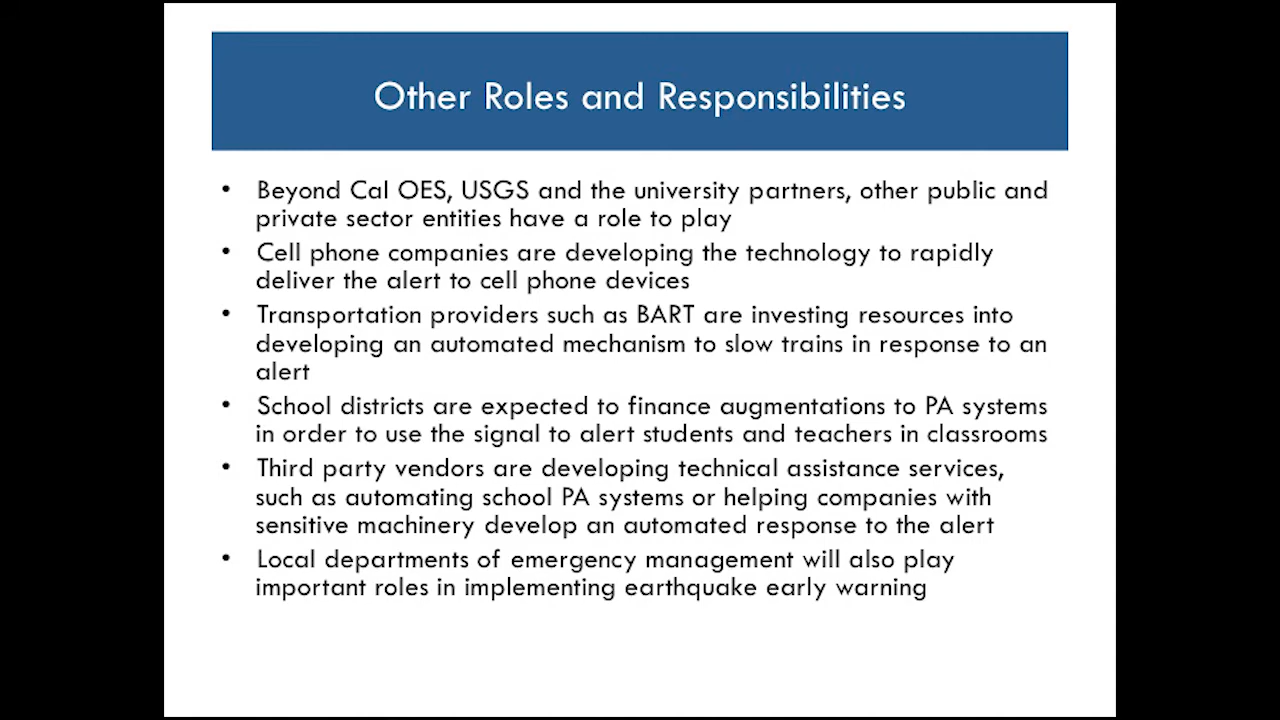 Other Roles and Responsibilities
• Beyond Cal OES, USGS and the university partners, other public and
private sector entities have a role to play
• Cell phone companies are developing the technology to rapidly
deliver the alert to cell phone devices
• Transportation providers such as BART are investing resources into
developing an automated mechanism to slow trains in response to an
alert
• School districts are expected to finance augmentations to PA systems
in order to use the signal to alert students and teachers in classrooms
• Third party vendors are developing technical assistance services,
such as automating school PA systems or helping companies with
sensitive machinery develop an automated response to the alert
• Local departments of emergency management will also play
important roles in implementing earthquake early warning